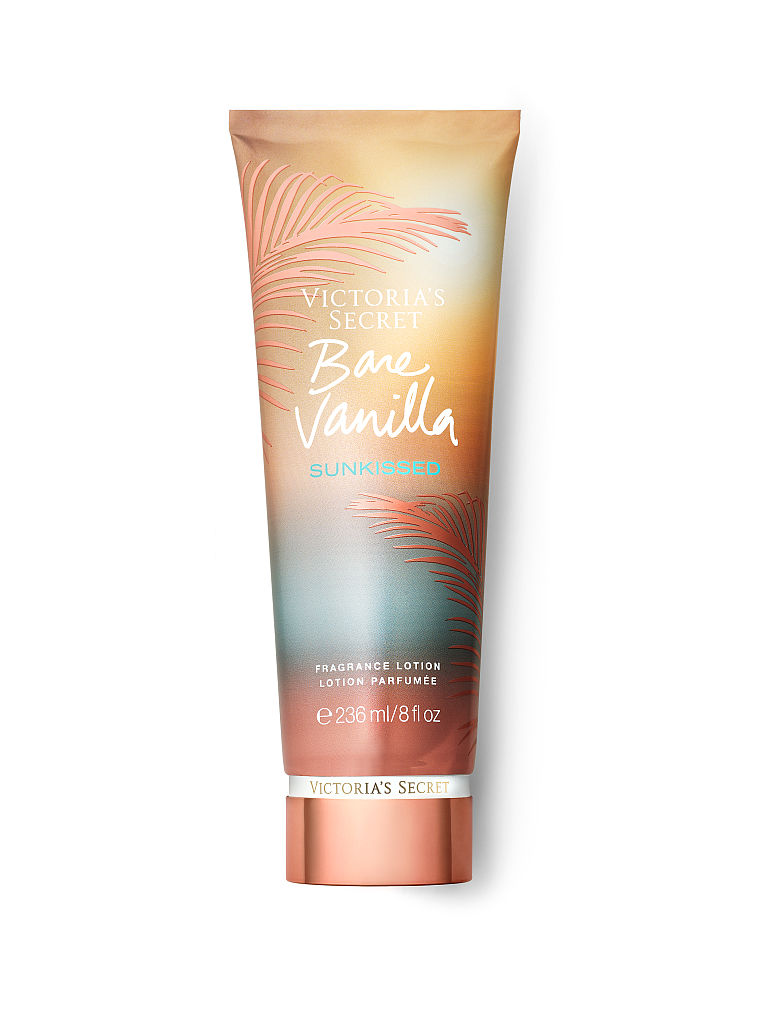 VICTORIA'S
SECRET
Bare
Vanilla
SUNKISSED
FRAGRANCE LOTION
LOTION PARFUMÉE
℮ 236 ml/8 fl oz
VICTORIA'S SECRET